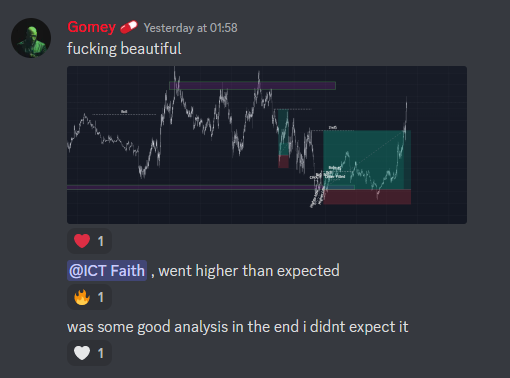 Gomey 💊 Yesterday at 01:58
fucking beautiful
❤️ 1
@ICT Faith , went higher than expected
🔥 1
was some good analysis in the end i didnt expect it
🤍 1